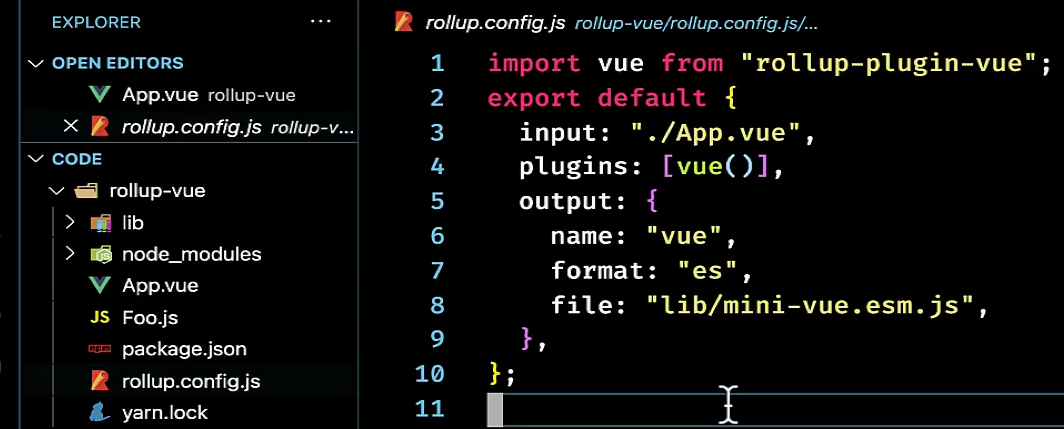 EXPLORER ...
OPEN EDITORS
App.vue rollup-vue
rollup.config.js rollup-v...
CODE
rollup-vue
lib
node_modules
App.vue
JS Foo.js
npm package.json
rollup.config.js
yarn.lock
rollup.config.js rollup-vue/rollup.config.js/...
1 import vue from "rollup-plugin-vue";
2 export default {
3   input: "./App.vue",
4   plugins: [vue()],
5   output: {
6     name: "vue",
7     format: "es",
8     file: "lib/mini-vue.esm.js",
9   },
10 };
11